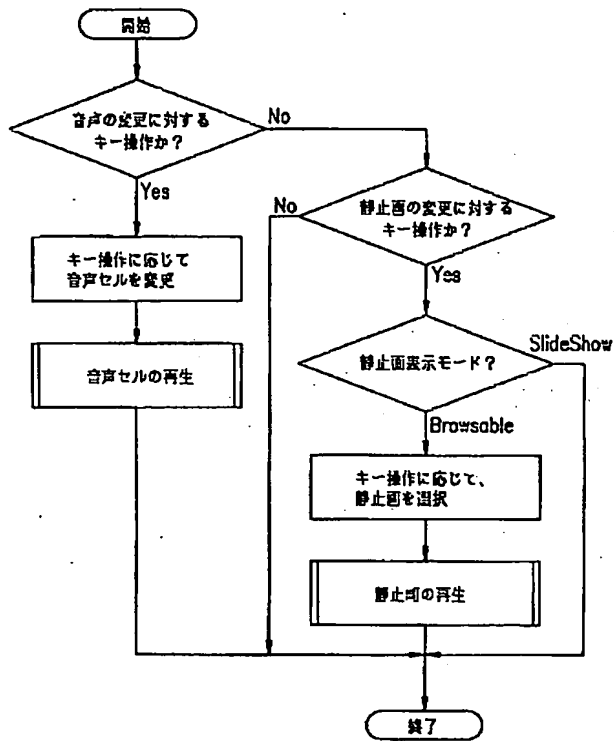 開始
音声の変更に対する
キー操作か？
No
Yes
キー操作に応じて
音声セルを変更
音声セルの再生
静止画の変更に対する
キー操作か？
No
Yes
静止画表示モード？
SlideShow
Browsable
キー操作に応じて、
静止画を選択
静止画の再生
終了